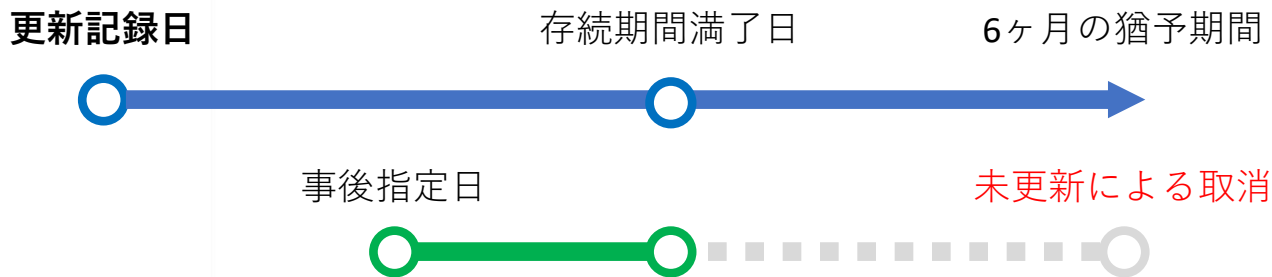 更新記録日
存続期間満了日
6ヶ月の猶予期間
事後指定日
未更新による取消